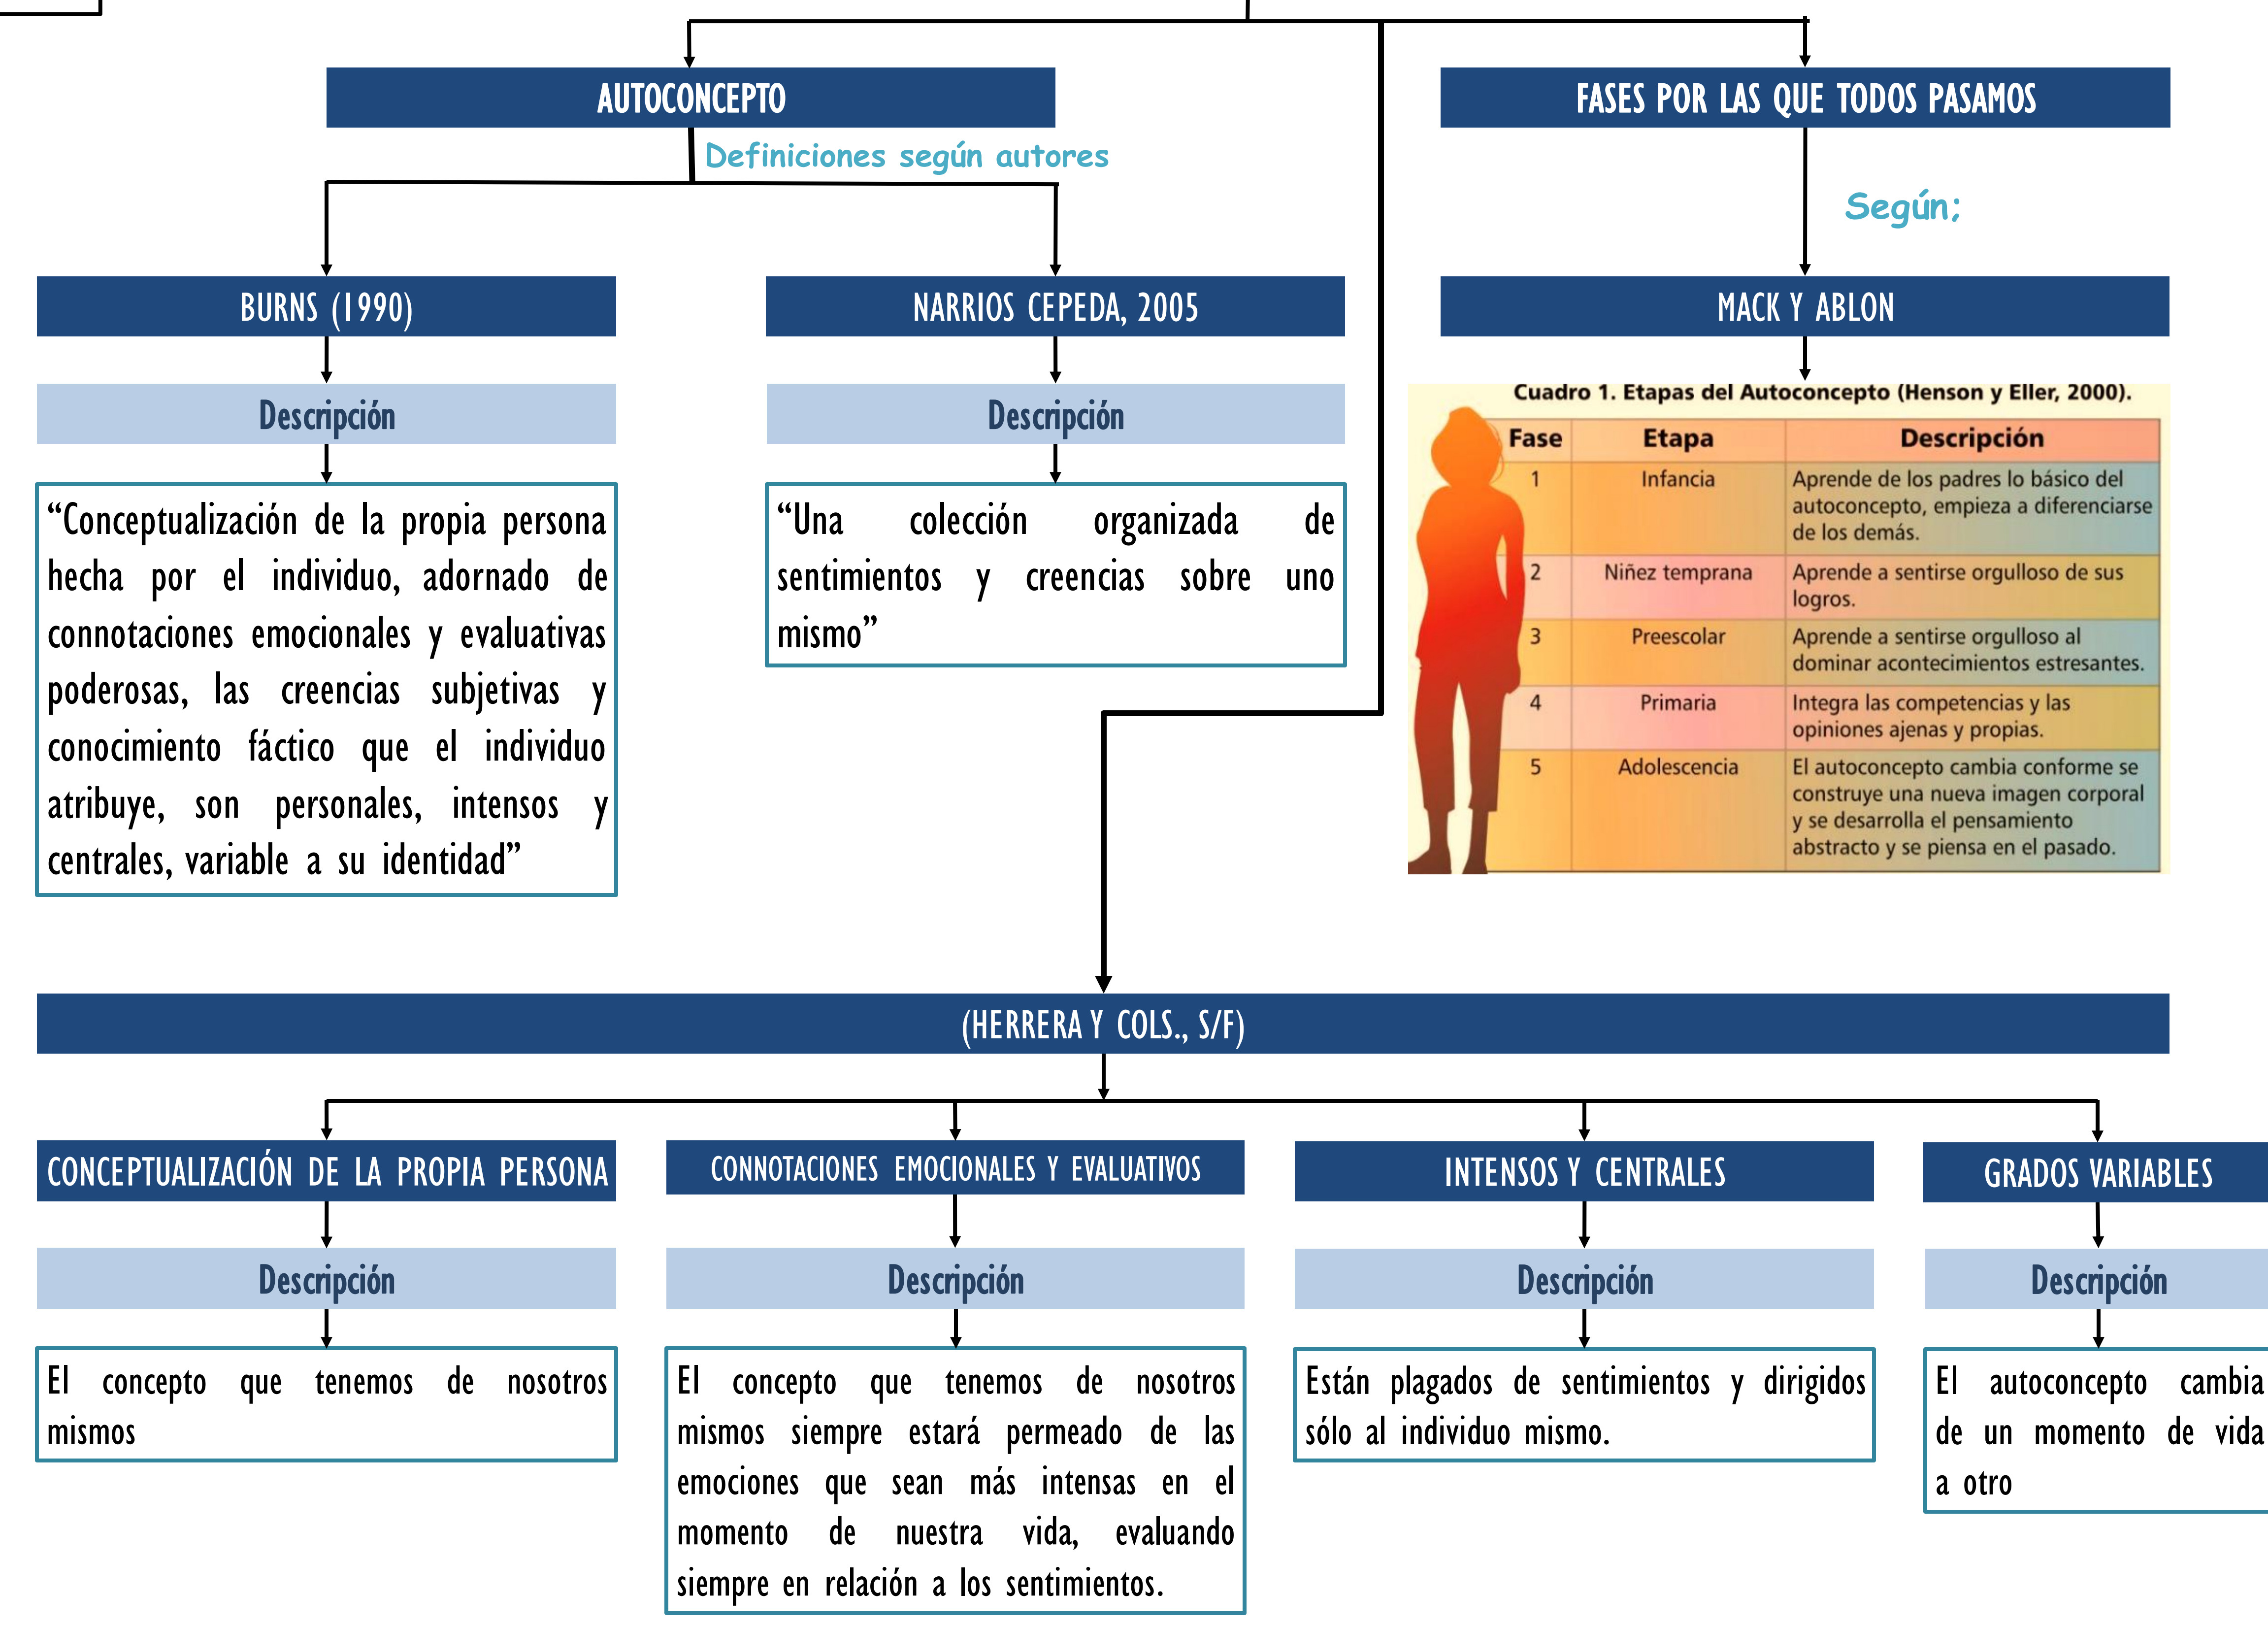 AUTOCONCEPTO
FASES POR LAS QUE TODOS PASAMOS
Definiciones según autores
Según;
BURNS (1990)
NARRIOS CEPEDA, 2005
MACK Y ABLON
Descripción
Descripción
“Conceptualización de la propia persona
hecha por el individuo, adornado de
connotaciones emocionales y evaluativas
poderosas, las creencias subjetivas y
conocimiento fáctico que el individuo
atribuye, son personales, intensos y
centrales, variable a su identidad”
“Una colección organizada de
sentimientos y creencias sobre uno
mismo”
Cuadro 1. Etapas del Autoconcepto (Henson y Eller, 2000).
Fase Etapa Descripción
1 Infancia Aprende de los padres lo básico del
autoconcepto, empieza a diferenciarse
de los demás.
2 Niñez temprana Aprende a sentirse orgulloso de sus
logros.
3 Preescolar Aprende a sentirse orgulloso al
dominar acontecimientos estresantes.
4 Primaria Integra las competencias y las
opiniones ajenas y propias.
5 Adolescencia El autoconcepto cambia conforme se
construye una nueva imagen corporal
y se desarrolla el pensamiento
abstracto y se piensa en el pasado.
(HERRERA Y COLS., S/F)
CONCEPTUALIZACIÓN DE LA PROPIA PERSONA
CONNOTACIONES EMOCIONALES Y EVALUATIVOS
INTENSOS Y CENTRALES
GRADOS VARIABLES
Descripción
Descripción
Descripción
Descripción
El concepto que tenemos de nosotros
mismos
El concepto que tenemos de nosotros
mismos siempre estará permeado de las
emociones que sean más intensas en el
momento de nuestra vida, evaluando
siempre en relación a los sentimientos.
Están plagados de sentimientos y dirigidos
sólo al individuo mismo.
El autoconcepto cambia
de un momento de vida
a otro